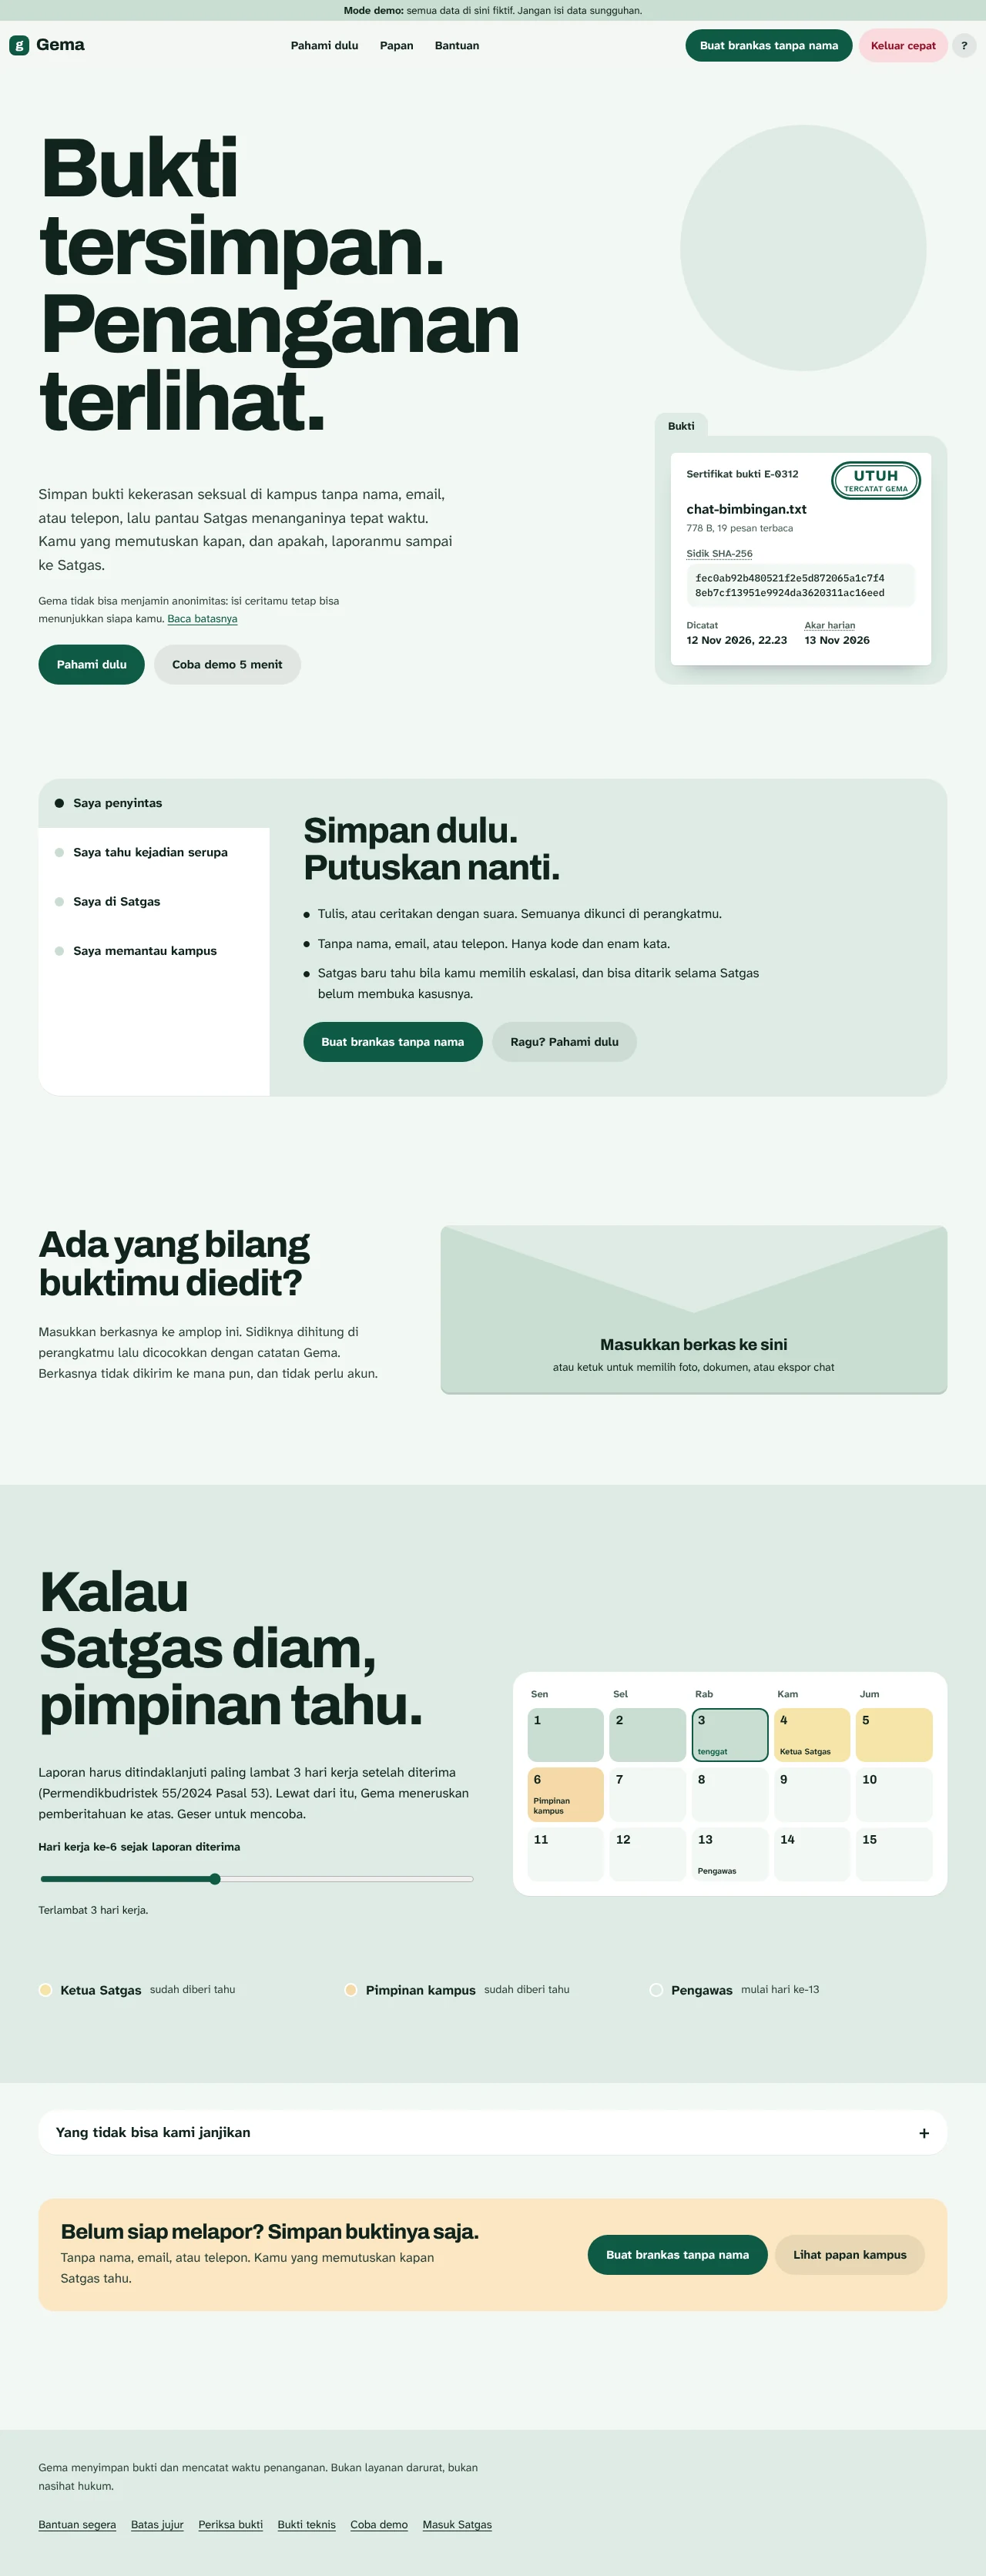 Mode demo: semua data di sini fiktif. Jangan isi data sungguhan.
g Gema
Pahami dulu
Papan
Bantuan
Buat brankas tanpa nama
Keluar cepat
?
Bukti
tersimpan.
Penanganan
terlihat.
Simpan bukti kekerasan seksual di kampus tanpa nama, email,
atau telepon, lalu pantau Satgas menanganinya tepat waktu.
Kamu yang memutuskan kapan, dan apakah, laporanmu sampai
ke Satgas.
Gema tidak bisa menjamin anonimitas: isi ceritamu tetap bisa
menunjukkan siapa kamu. Baca batasnya
Pahami dulu
Coba demo 5 menit
Bukti
Sertifikat bukti E-0312
UTUH
TERCATAT GEMA
chat-bimbingan.txt
778 B, 19 pesan terbaca
Sidik SHA-256
fec0ab92b480521f2e5d872065a1c7f4
8eb7cf13951e9924da3620311ac16eed
Dicatat
12 Nov 2026, 22.23
Akar harian
13 Nov 2026
Saya penyintas
Saya tahu kejadian serupa
Saya di Satgas
Saya memantau kampus
Simpan dulu.
Putuskan nanti.
Tulis, atau ceritakan dengan suara. Semuanya dikunci di perangkatmu.
Tanpa nama, email, atau telepon. Hanya kode dan enam kata.
Satgas baru tahu bila kamu memilih eskalasi, dan bisa ditarik selama Satgas
belum membuka kasusnya.
Buat brankas tanpa nama
Ragu? Pahami dulu
Ada yang bilang
buktimu diedit?
Masukkan berkasnya ke amplop ini. Sidiknya dihitung di
perangkatmu lalu dicocokkan dengan catatan Gema.
Berkasnya tidak dikirim ke mana pun, dan tidak perlu akun.
Masukkan berkas ke sini
atau ketuk untuk memilih foto, dokumen, atau ekspor chat
Kalau
Satgas diam,
pimpinan tahu.
Laporan harus ditindaklanjuti paling lambat 3 hari kerja setelah diterima
(Permendikbudristek 55/2024 Pasal 53). Lewat dari itu, Gema meneruskan
pemberitahuan ke atas. Geser untuk mencoba.
Hari kerja ke-6 sejak laporan diterima
Terlambat 3 hari kerja.
Sen Sel Rab Kam Jum
1 2 3 4 5
tenggat Ketua Satgas
6 7 8 9 10
Pimpinan
kampus
11 12 13 14 15
Pengawas
Ketua Satgas sudah diberi tahu
Pimpinan kampus sudah diberi tahu
Pengawas mulai hari ke-13
Yang tidak bisa kami janjikan
+
Belum siap melapor? Simpan buktinya saja.
Tanpa nama, email, atau telepon. Kamu yang memutuskan kapan
Satgas tahu.
Buat brankas tanpa nama
Lihat papan kampus
Gema menyimpan bukti dan mencatat waktu penanganan. Bukan layanan darurat, bukan
nasihat hukum.
Bantuan segera
Batas jujur
Periksa bukti
Bukti teknis
Coba demo
Masuk Satgas